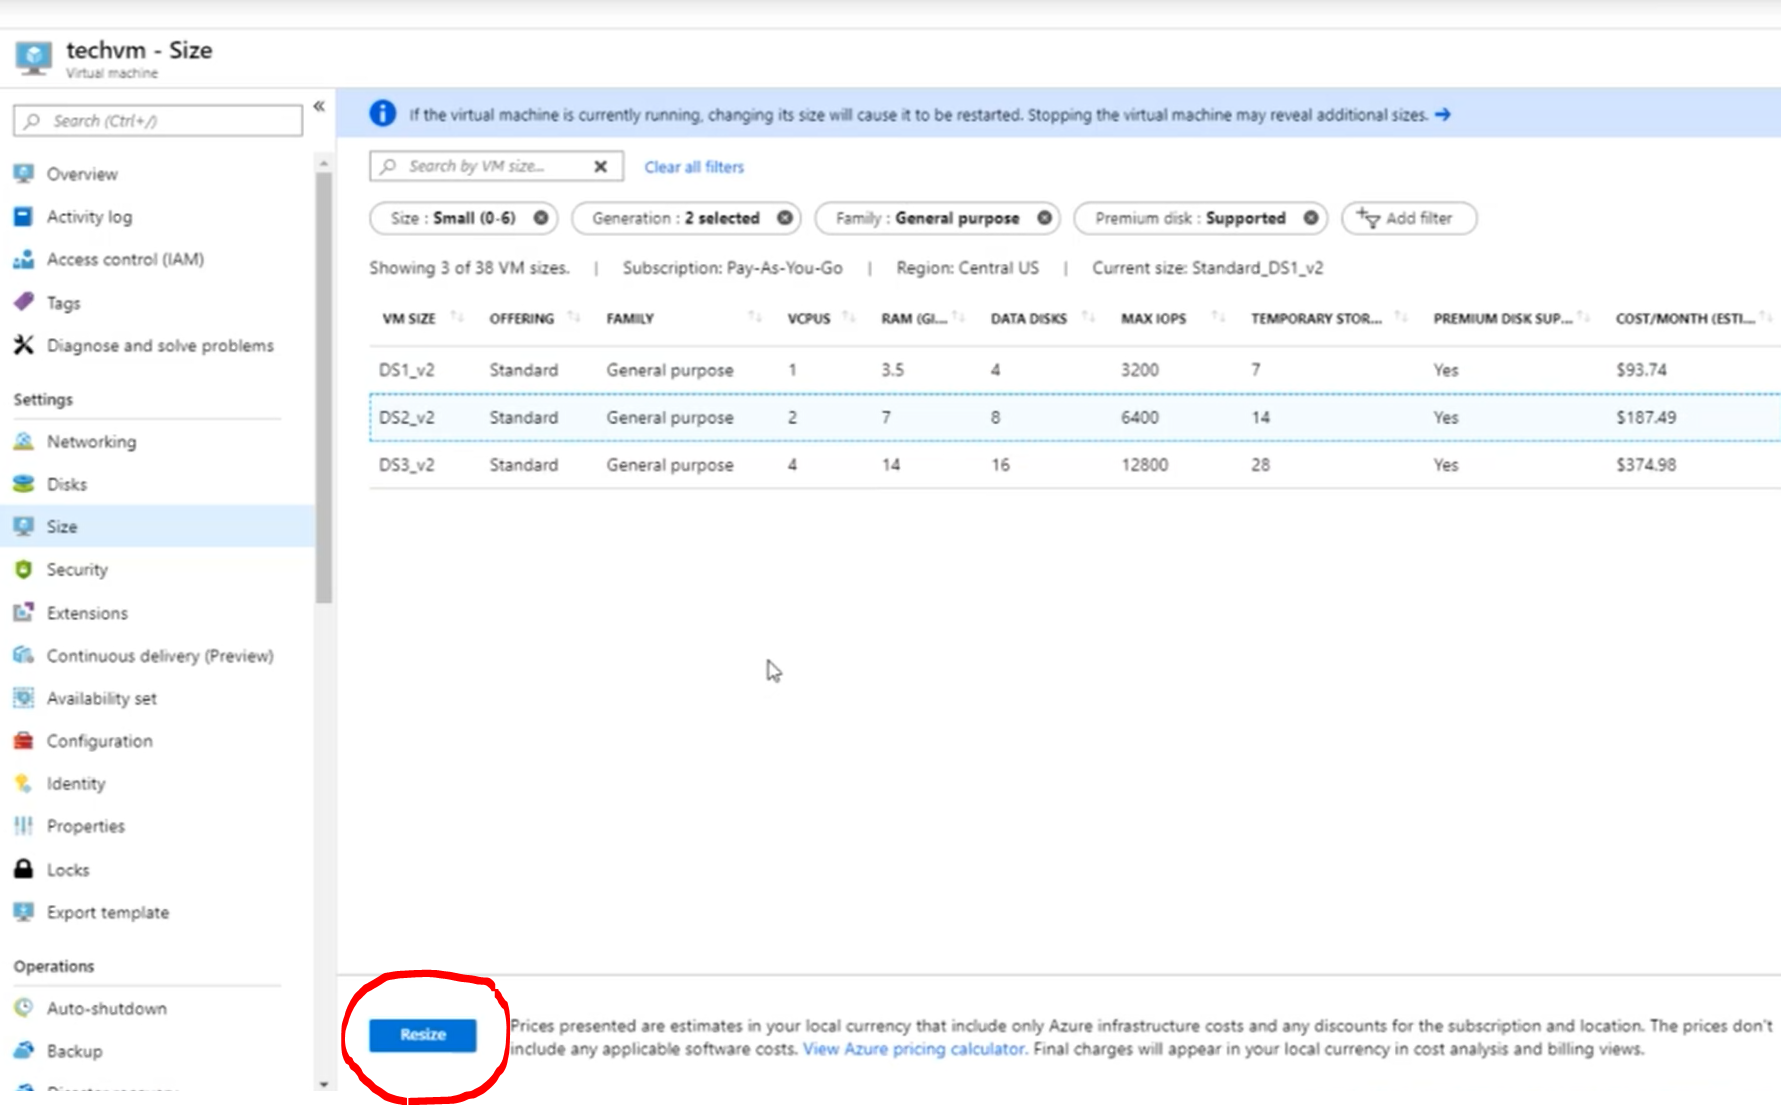 techvm - Size
Virtual machine
Search (Ctrl+/)
«
Overview
Activity log
Access control (IAM)
Tags
Diagnose and solve problems
Settings
Networking
Disks
Size
Security
Extensions
Continuous delivery (Preview)
Availability set
Configuration
Identity
Properties
Locks
Export template
Operations
Auto-shutdown
Backup
Disaster recovery
If the virtual machine is currently running, changing its size will cause it to be restarted. Stopping the virtual machine may reveal additional sizes. →
Search by VM size... Clear all filters
Size : Small (0-6) Generation : 2 selected Family : General purpose Premium disk : Supported Add filter
Showing 3 of 38 VM sizes. | Subscription: Pay-As-You-Go | Region: Central US | Current size: Standard_DS1_v2
VM SIZE OFFERING FAMILY VCPUS RAM (GI... DATA DISKS MAX IOPS TEMPORARY STOR... PREMIUM DISK SUP... COST/MONTH (ESTI...
DS1_v2 Standard General purpose 1 3.5 4 3200 7 Yes $93.74
DS2_v2 Standard General purpose 2 7 8 6400 14 Yes $187.49
DS3_v2 Standard General purpose 4 14 16 12800 28 Yes $374.98
Resize
Prices presented are estimates in your local currency that include only Azure infrastructure costs and any discounts for the subscription and location. The prices don't
include any applicable software costs. View Azure pricing calculator. Final charges will appear in your local currency in cost analysis and billing views.